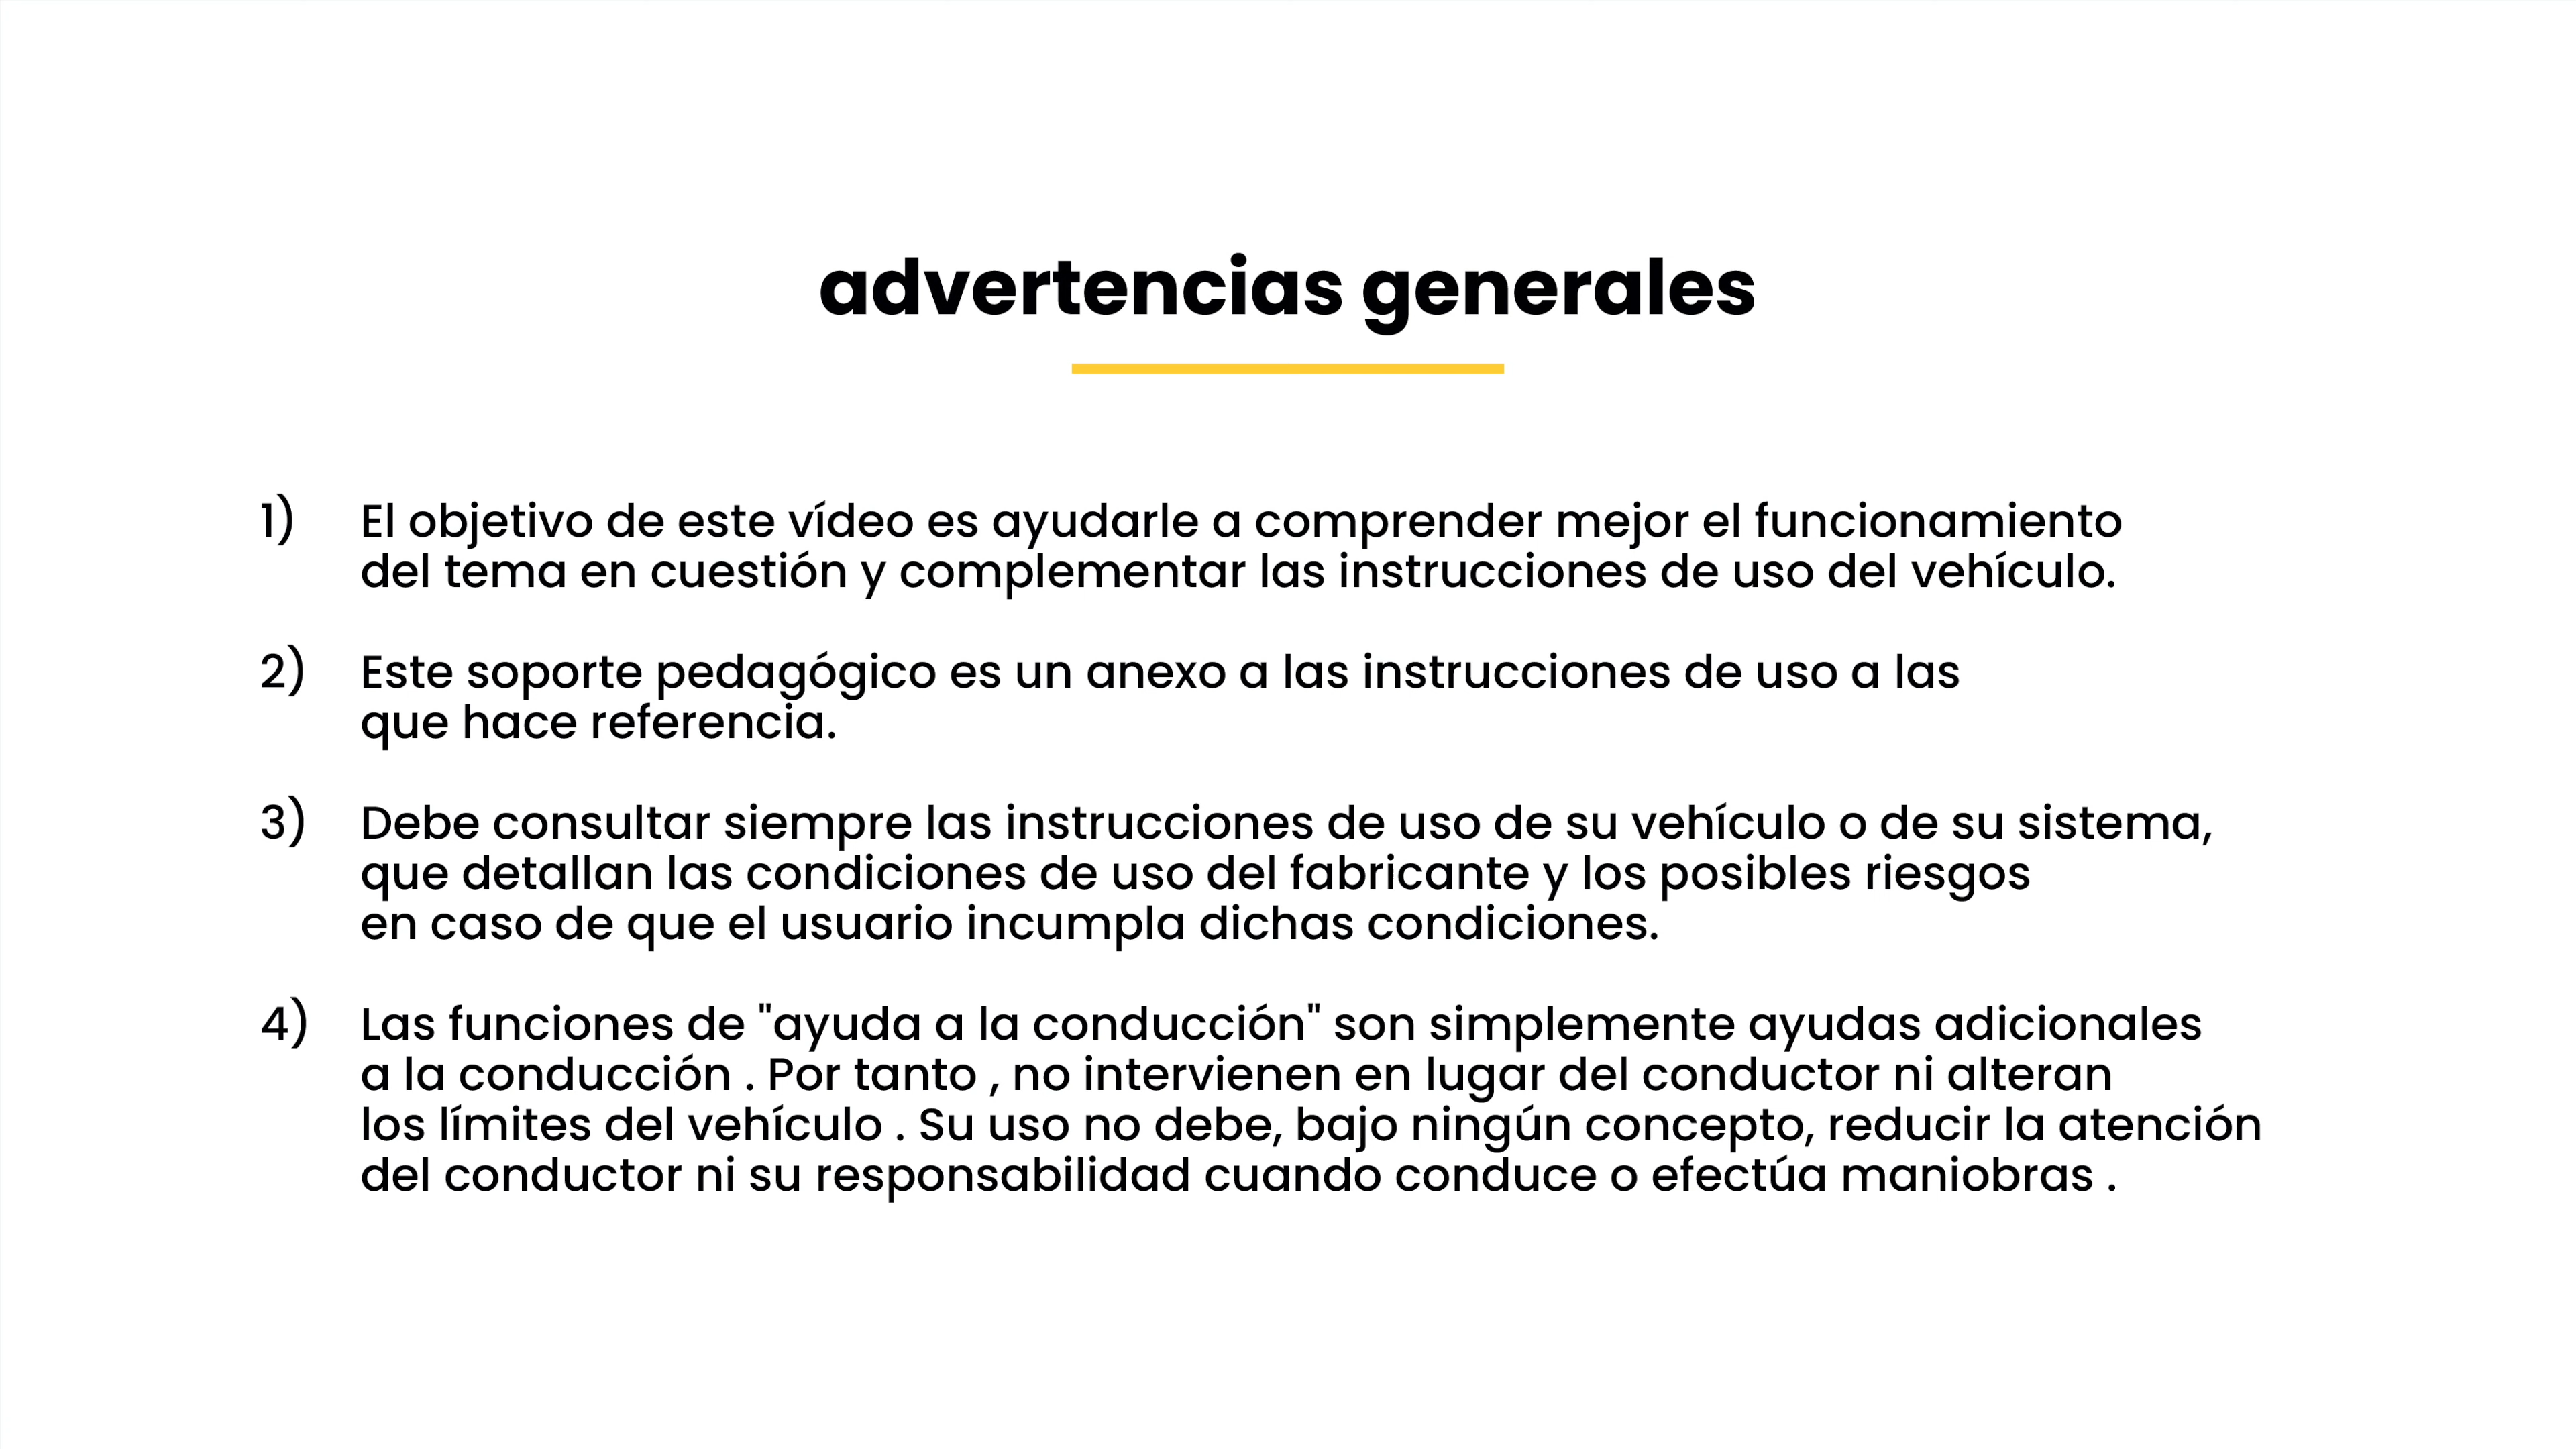 advertencias generales
1) El objetivo de este vídeo es ayudarle a comprender mejor el funcionamiento
del tema en cuestión y complementar las instrucciones de uso del vehículo.
2) Este soporte pedagógico es un anexo a las instrucciones de uso a las
que hace referencia.
3) Debe consultar siempre las instrucciones de uso de su vehículo o de su sistema,
que detallan las condiciones de uso del fabricante y los posibles riesgos
en caso de que el usuario incumpla dichas condiciones.
4) Las funciones de "ayuda a la conducción" son simplemente ayudas adicionales
a la conducción . Por tanto , no intervienen en lugar del conductor ni alteran
los límites del vehículo . Su uso no debe, bajo ningún concepto, reducir la atención
del conductor ni su responsabilidad cuando conduce o efectúa maniobras .